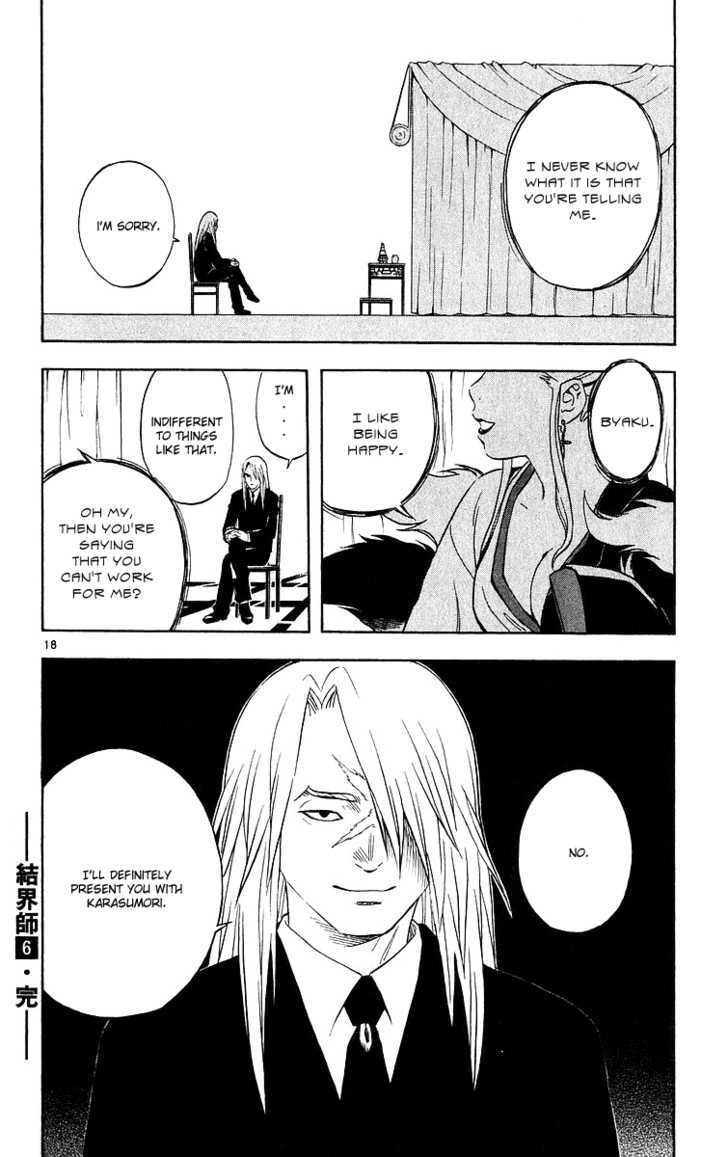 I NEVER KNOW
WHAT IT IS THAT
YOU'RE TELLING
ME.
I'M SORRY.
BYAKU.
I LIKE
BEING
HAPPY.
I'M
.
.
.
INDIFFERENT
TO THINGS
LIKE THAT.
OH MY,
THEN YOU'RE
SAYING
THAT YOU
CAN'T WORK
FOR ME?
18
NO.
I'LL DEFINITELY
PRESENT YOU WITH
KARASUMORI.
結界師6・完